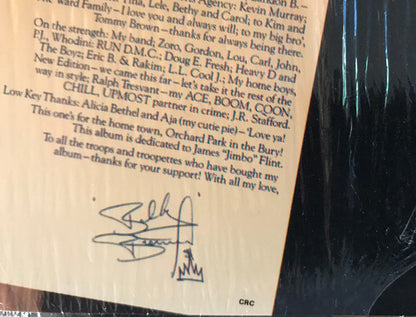 Agency: Kevin Murray;
Tina, Lele, Bethy and Carol; to Kim and
Ward Family – I love you and always will; to my big bro',
Tommy Brown – thanks for always being there.
On the strength: My band; Zoro, Gordon, Lou, Carl, John,
P.J., Whodini; RUN D.M.C.; Doug E. Fresh; Heavy D and
The Boys; Eric B. & Rakim; L.L. Cool J.; My home boys,
New Edition – we came this far – let's take it the rest of the
way in style; Ralph Tresvant – my ACE, BOOM, COON,
CHILL, UPMOST partner in crime; J.R. Stafford.
Low Key Thanks: Alicia Bethel and Aja (my cutie pie) – 'Love ya!
This one's for the home town, Orchard Park in the Bury!
This album is dedicated to James "Jimbo" Flint.
To all the troops and troopettes who have bought my
album – thanks for your support! With all my love,
"Bobby
Brown"
CRC